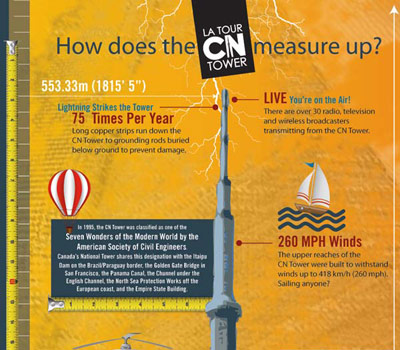 LA TOUR
How does the CN measure up?
TOWER
553.33m (1815' 5")
Lightning Strikes the Tower
75 Times Per Year
Long copper strips run down the
CN Tower to grounding rods buried
below ground to prevent damage.
LIVE You're on the Air!
There are over 30 radio, television
and wireless broadcasters
transmitting from the CN Tower.
In 1995, the CN Tower was classified as one of the
Seven Wonders of the Modern World by the
American Society of Civil Engineers
Canada's National Tower shares this designation with the Itaipu
Dam on the Brazil/Paraguay border, the Golden Gate Bridge in
San Francisco, the Panama Canal, the Channel under the
English Channel, the North Sea Protection Works off the
European coast, and the Empire State Building.
260 MPH Winds
The upper reaches of the
CN Tower were built to withstand
winds up to 418 km/h (260 mph).
Sailing anyone?